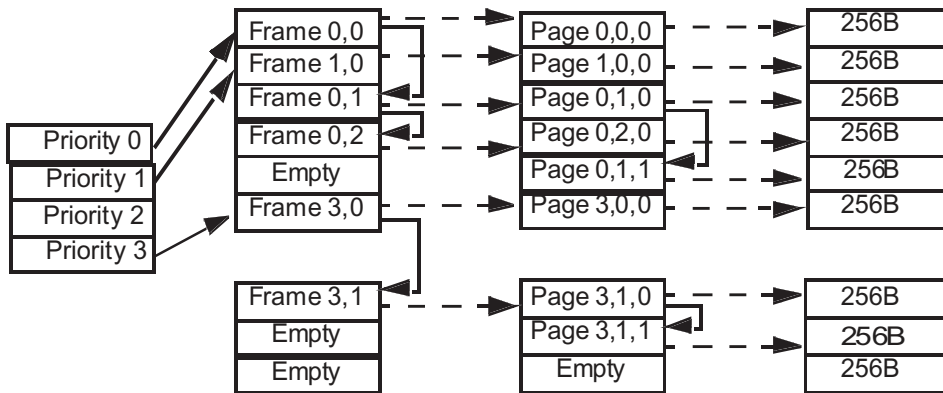 Priority 0
Priority 1
Priority 2
Priority 3
Frame 0,0
Frame 1,0
Frame 0,1
Frame 0,2
Empty
Frame 3,0
Frame 3,1
Empty
Empty
Page 0,0,0
Page 1,0,0
Page 0,1,0
Page 0,2,0
Page 0,1,1
Page 3,0,0
Page 3,1,0
Page 3,1,1
Empty
256B
256B
256B
256B
256B
256B
256B
256B
256B